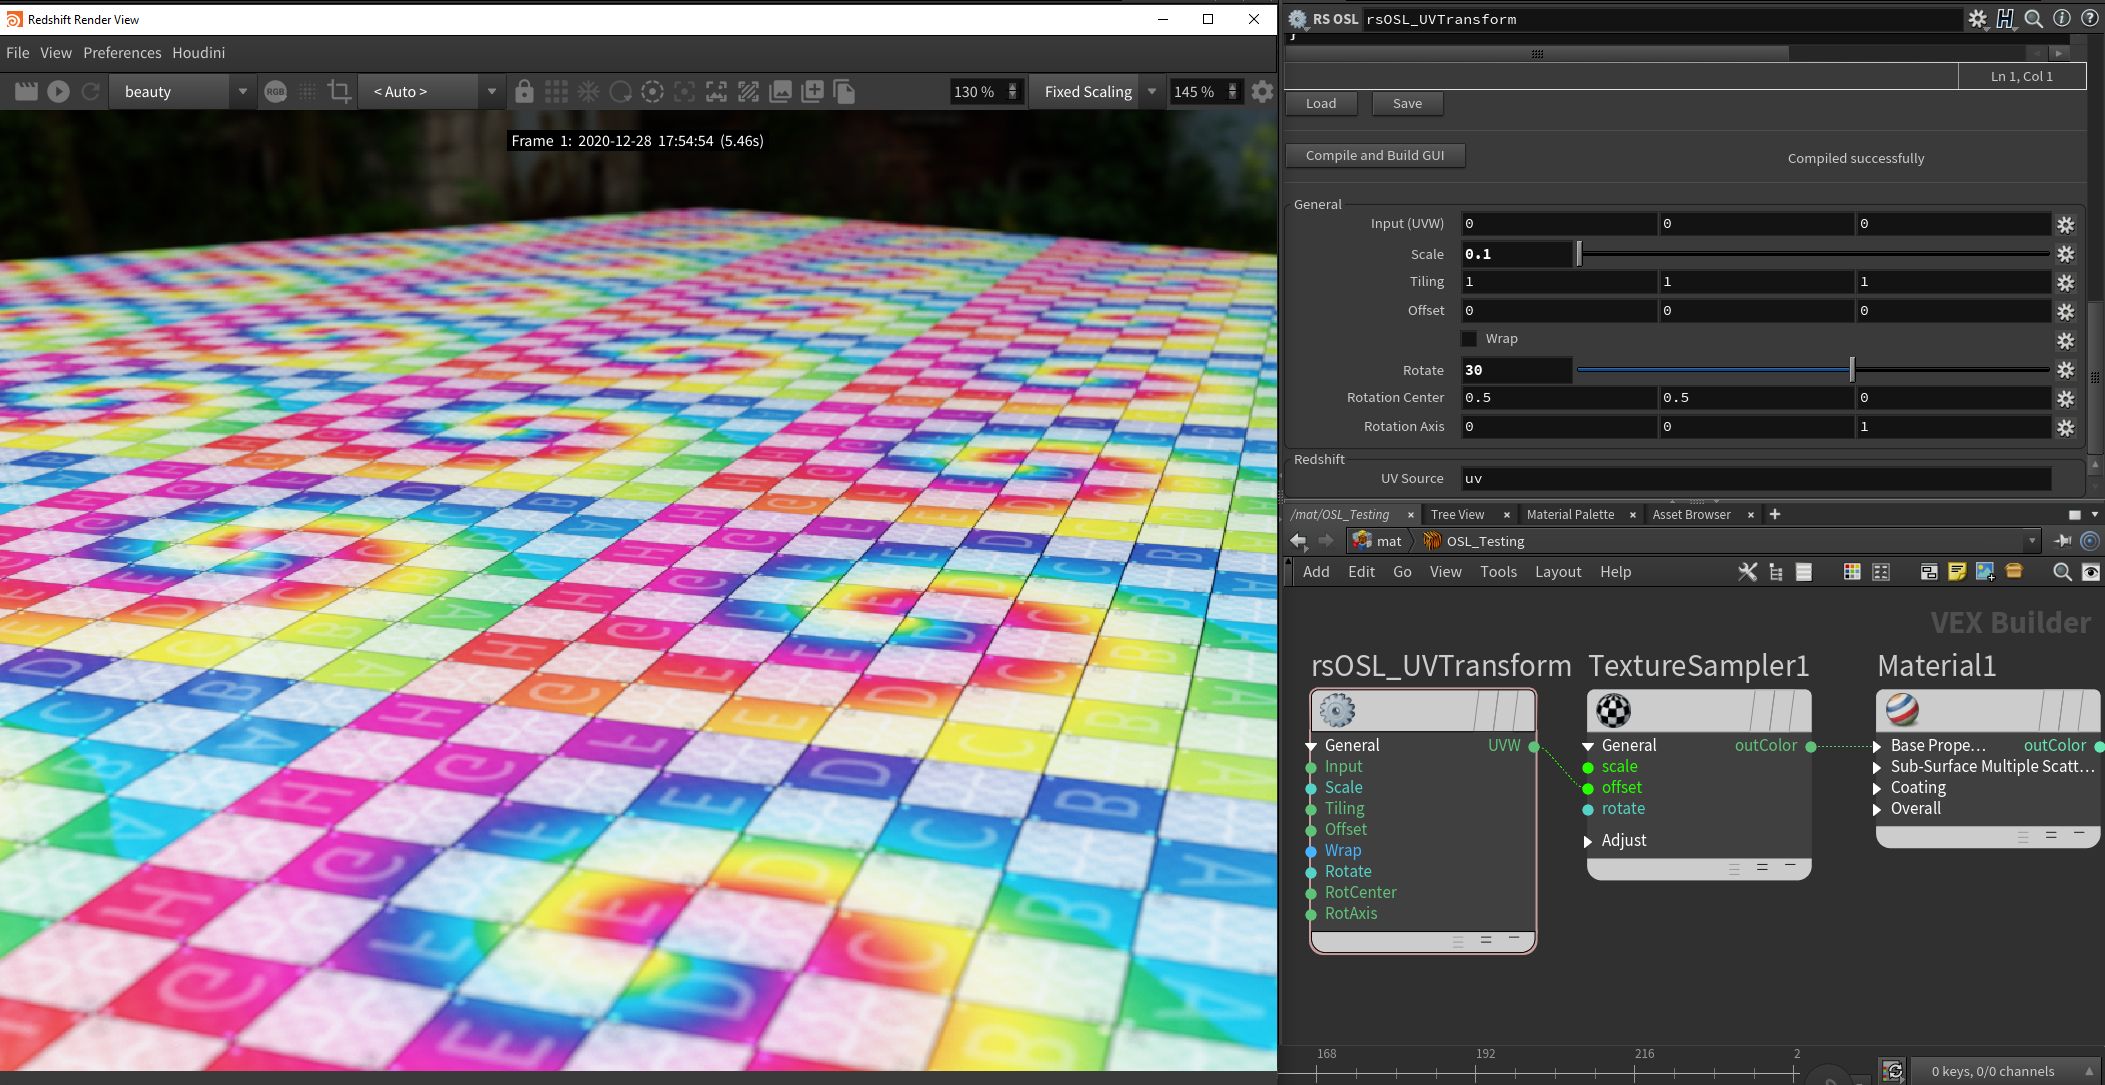 Redshift Render View
File View Preferences Houdini
beauty
RGB
< Auto >
130 %
Fixed Scaling
145 %
Frame 1: 2020-12-28 17:54:54 (5.46s)
RS OSL rsOSL_UVTransform
}
Ln 1, Col 1
Load Save
Compile and Build GUI Compiled successfully
General
Input (UVW) 0 0 0
Scale 0.1
Tiling 1 1 1
Offset 0 0 0
Wrap
Rotate 30
Rotation Center 0.5 0.5 0
Rotation Axis 0 0 1
Redshift
UV Source uv
/mat/OSL_Testing × Tree View × Material Palette × Asset Browser × +
mat OSL_Testing
Add Edit Go View Tools Layout Help
VEX Builder
rsOSL_UVTransform
General UVW
Input
Scale
Tiling
Offset
Wrap
Rotate
RotCenter
RotAxis
TextureSampler1
General outColor
scale
offset
rotate
Adjust
Material1
Base Prope... outColor
Sub-Surface Multiple Scatt...
Coating
Overall
168 192 216 2
0 keys, 0/0 channels